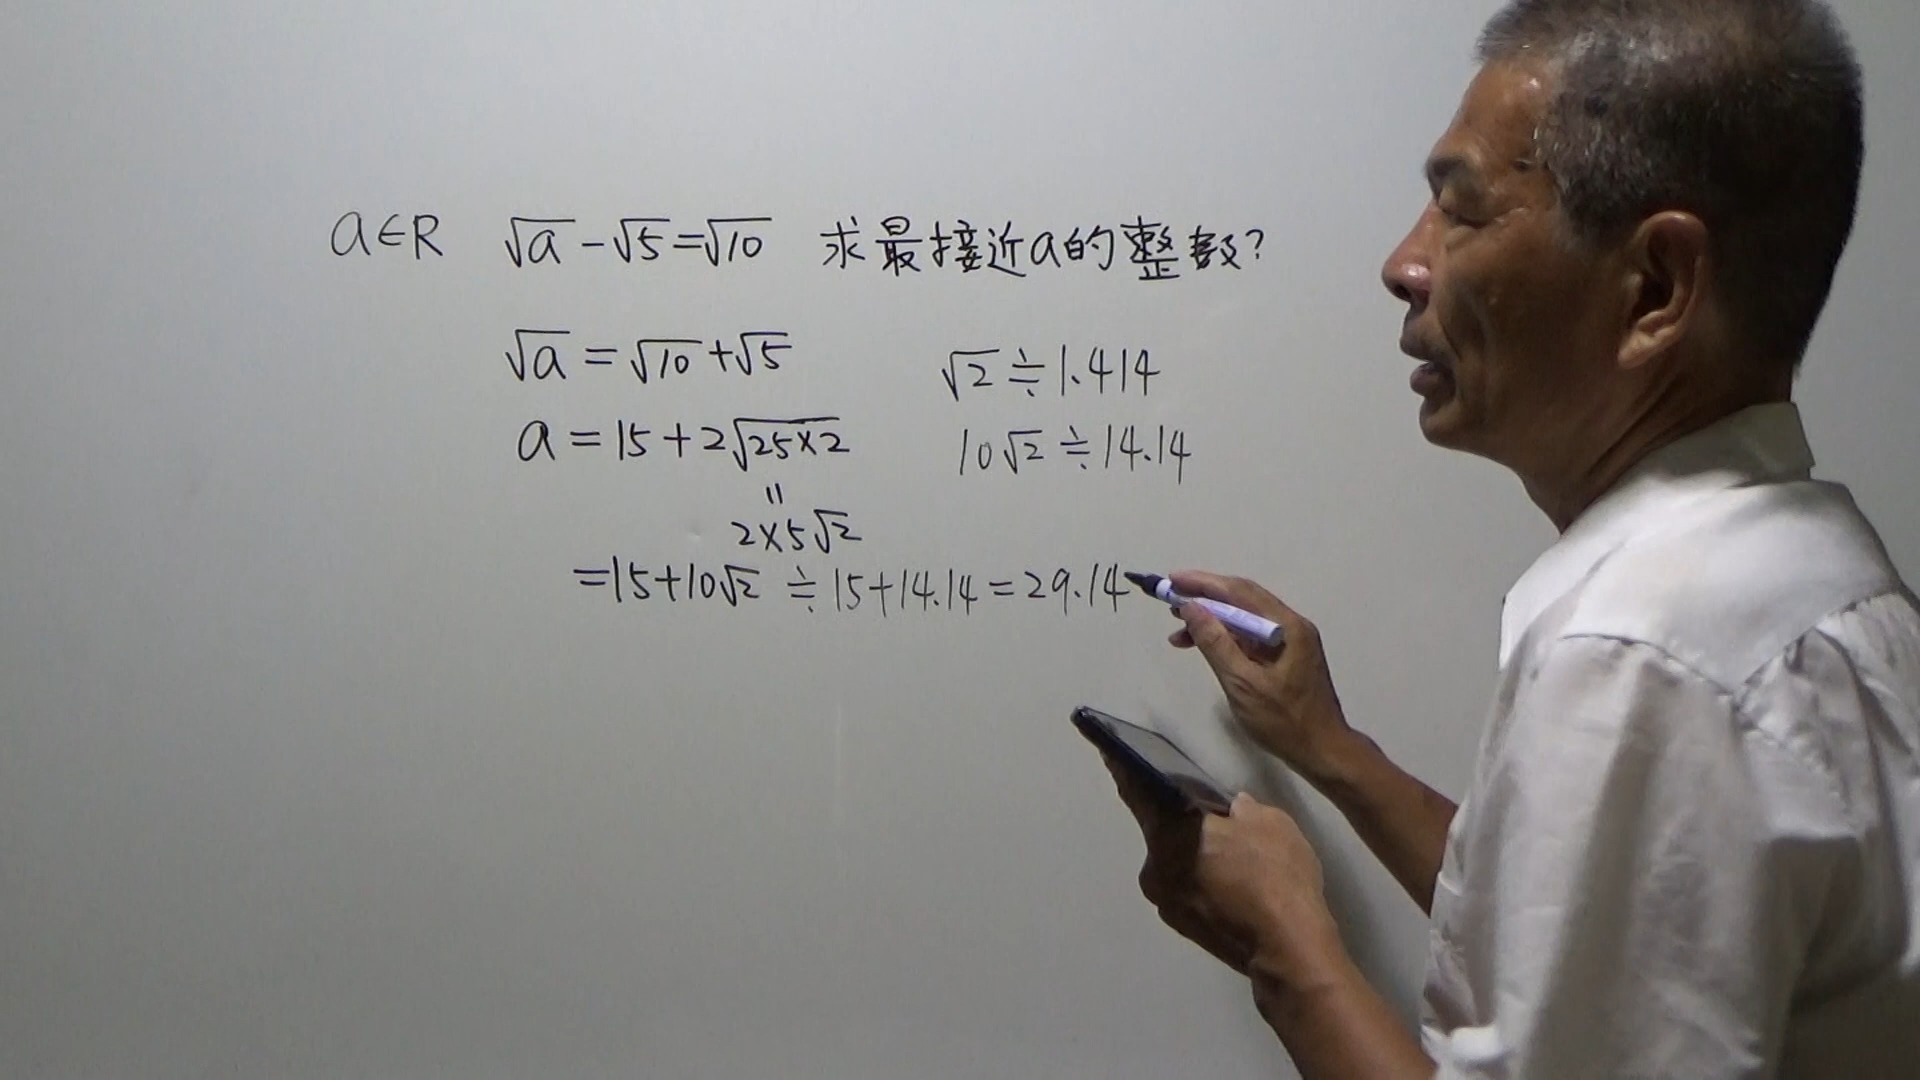 a∈R √a-√5=√10 求最接近a的整數?
√a=√10+√5
√2≒1.414
a=15+2√25×2
10√2≒14.14
=
2×5√2
=15+10√2≒15+14.14=29.14